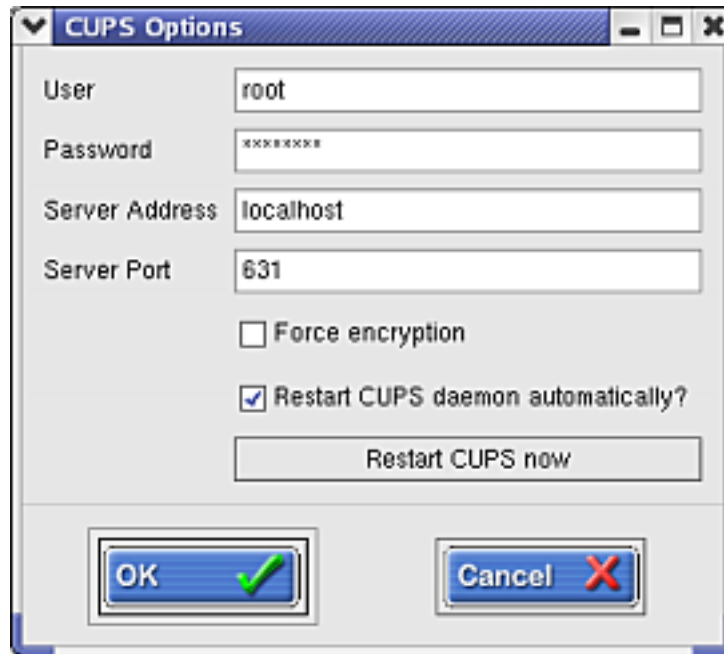 CUPS Options
User root
Password ********
Server Address localhost
Server Port 631
Force encryption
Restart CUPS daemon automatically?
Restart CUPS now
OK Cancel